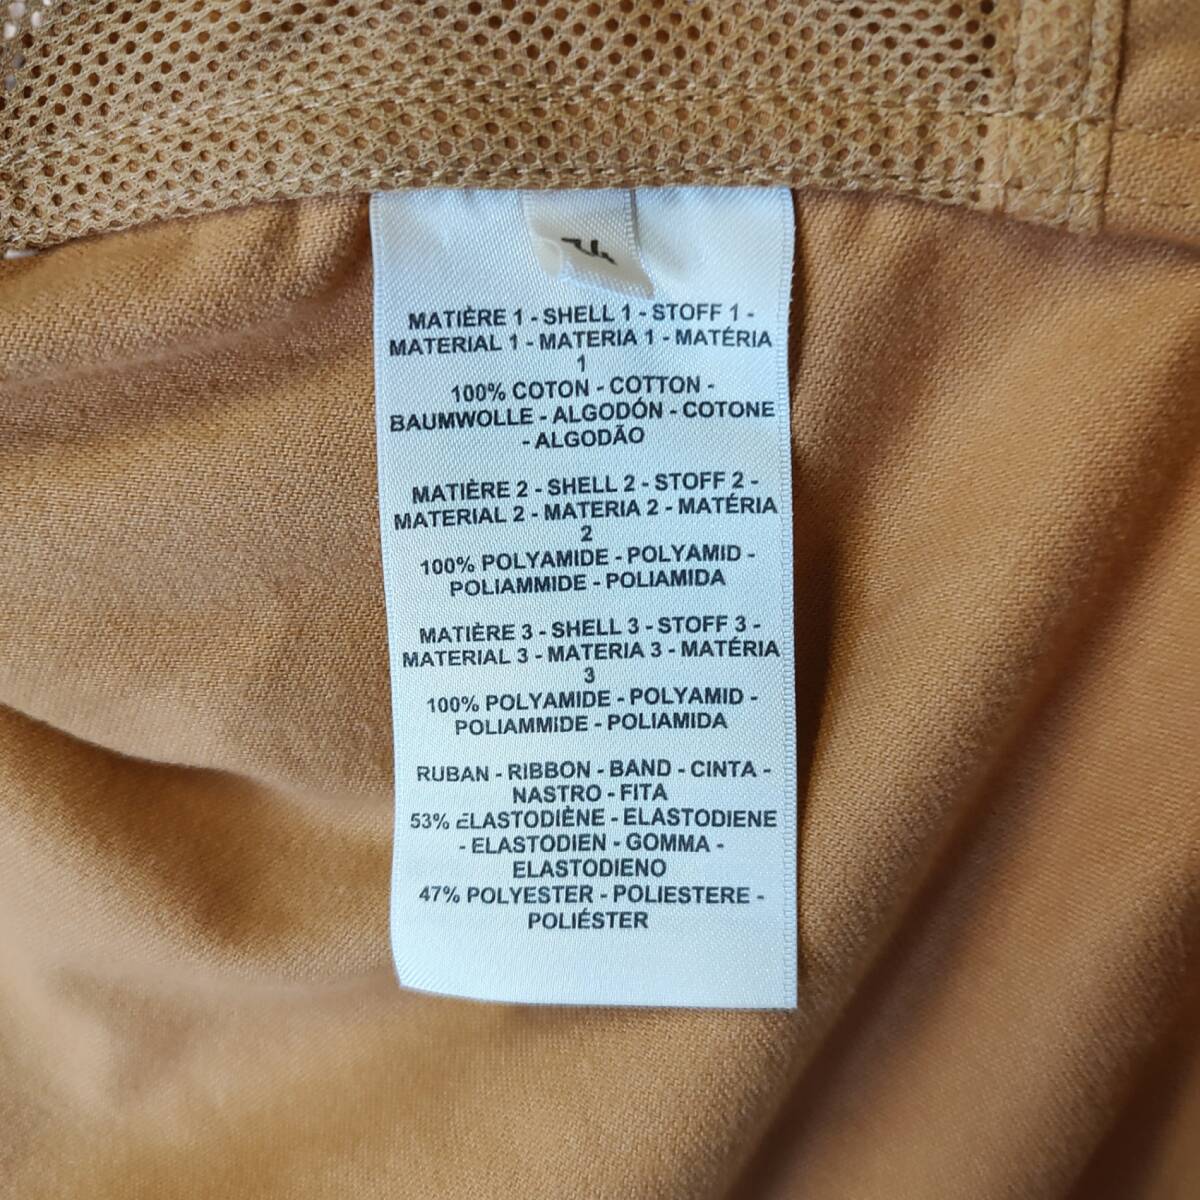 MATIÈRE 1 - SHELL 1 - STOFF 1 -
MATERIAL 1 - MATERIA 1 - MATÉRIA
1
100% COTON - COTTON -
BAUMWOLLE - ALGODÓN - COTONE
- ALGODÃO
MATIÈRE 2 - SHELL 2 - STOFF 2 -
MATERIAL 2 - MATERIA 2 - MATÉRIA
2
100% POLYAMIDE - POLYAMID -
POLIAMMIDE - POLIAMIDA
MATIÈRE 3 - SHELL 3 - STOFF 3 -
MATERIAL 3 - MATERIA 3 - MATÉRIA
3
100% POLYAMIDE - POLYAMID -
POLIAMMIDE - POLIAMIDA
RUBAN - RIBBON - BAND - CINTA -
NASTRO - FITA
53% ÉLASTODIÈNE - ELASTODIENE
- ELASTODIEN - GOMMA -
ELASTODIENO
47% POLYESTER - POLIESTERE -
POLIÉSTER